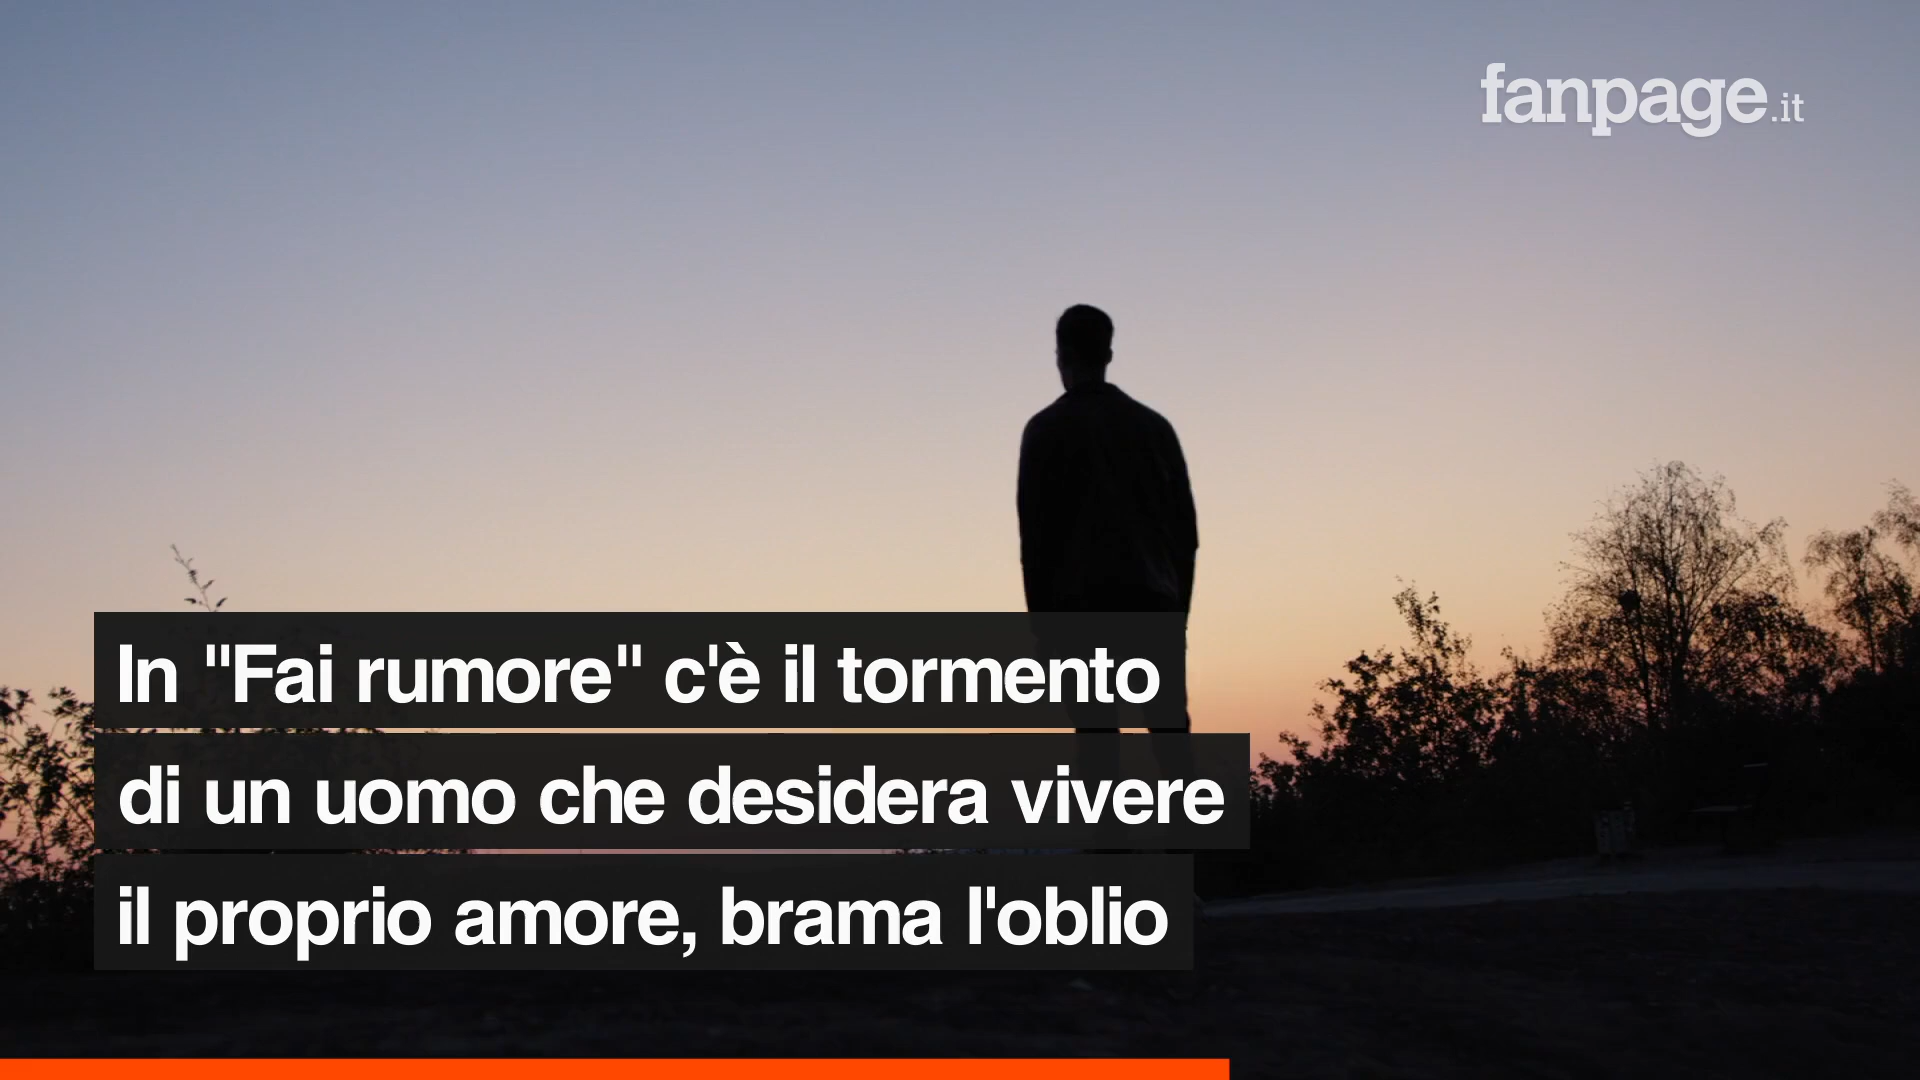 fanpage.it
In "Fai rumore" c'è il tormento
di un uomo che desidera vivere
il proprio amore, brama l'oblio